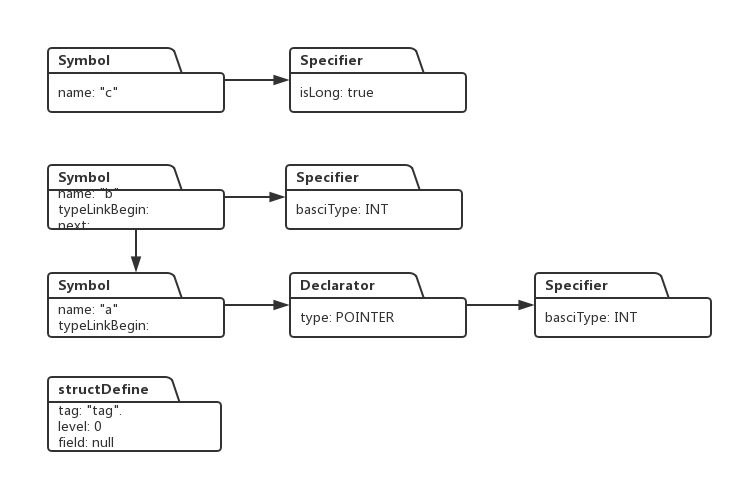 Symbol
name: "c"
Specifier
isLong: true
Symbol
name: "b"
typeLinkBegin:
next:
Specifier
basciType: INT
Symbol
name: "a"
typeLinkBegin:
Declarator
type: POINTER
Specifier
basciType: INT
structDefine
tag: "tag".
level: 0
field: null